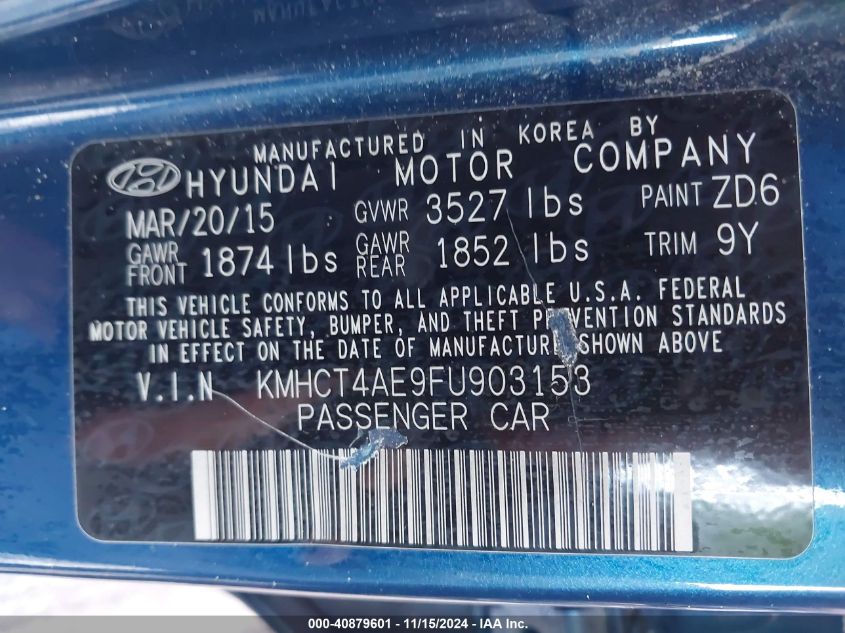 MANUFACTURED IN KOREA BY
HYUNDAI MOTOR COMPANY
MAR/20/15 GVWR 3527 lbs PAINT ZD6
GAWR FRONT 1874 lbs GAWR REAR 1852 lbs TRIM 9Y
THIS VEHICLE CONFORMS TO ALL APPLICABLE U.S.A. FEDERAL
MOTOR VEHICLE SAFETY, BUMPER, AND THEFT PREVENTION STANDARDS
IN EFFECT ON THE DATE OF MANUFACTURE SHOWN ABOVE
V.I.N KMHCT4AE9FU903153
PASSENGER CAR
000-40879601 - 11/15/2024 - IAA Inc.